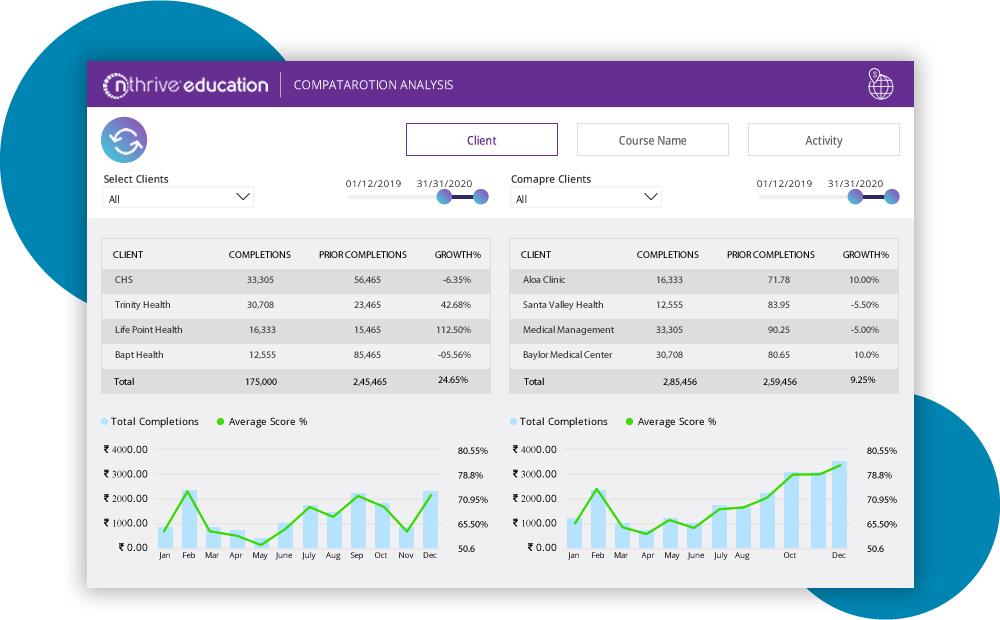 nthrive education | COMPATAROTION ANALYSIS
Client Course Name Activity
Select Clients
All
01/12/2019 31/31/2020
Comapre Clients
All
01/12/2019 31/31/2020
CLIENT COMPLETIONS PRIOR COMPLETIONS GROWTH%
CHS 33,305 56,465 -6.35%
Trinity Health 30,708 23,465 42.68%
Life Point Health 16,333 15,465 112.50%
Bapt Health 12,555 85,465 -05.56%
Total 175,000 2,45,465 24.65%
CLIENT COMPLETIONS PRIOR COMPLETIONS GROWTH%
Aloa Clinic 16,333 71.78 10.00%
Santa Valley Health 12,555 83.95 -5.50%
Medical Management 33,305 90.25 -5.00%
Baylor Medical Center 30,708 80.65 10.0%
Total 2,85,456 2,59,456 9.25%
Total Completions Average Score %
₹ 4000.00 80.55%
₹ 3000.00 78.8%
₹ 2000.00 70.95%
₹ 1000.00 65.50%
₹ 0.00 50.6
Jan Feb Mar Apr May June July Aug Sep Oct Nov Dec
Total Completions Average Score %
₹ 4000.00 80.55%
₹ 3000.00 78.8%
₹ 2000.00 70.95%
₹ 1000.00 65.50%
₹ 0.00 50.6
Jan Feb Mar Apr May June July Aug Oct Dec